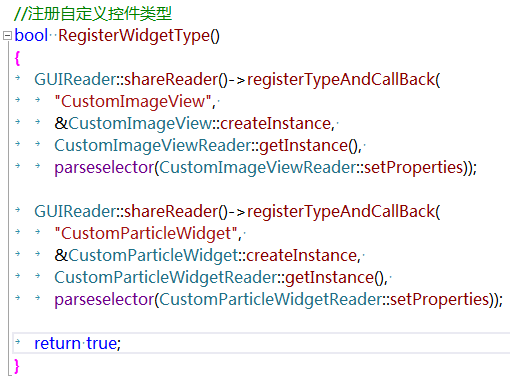 //注册自定义控件类型
bool RegisterWidgetType()
{
GUIReader::shareReader()->registerTypeAndCallBack(
"CustomImageView",
&CustomImageView::createInstance,
CustomImageViewReader::getInstance(),
parseselector(CustomImageViewReader::setProperties));
GUIReader::shareReader()->registerTypeAndCallBack(
"CustomParticleWidget",
&CustomParticleWidget::createInstance,
CustomParticleWidgetReader::getInstance(),
parseselector(CustomParticleWidgetReader::setProperties));
return true;
}